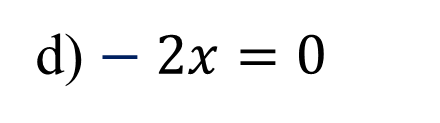 d) − 2x = 0